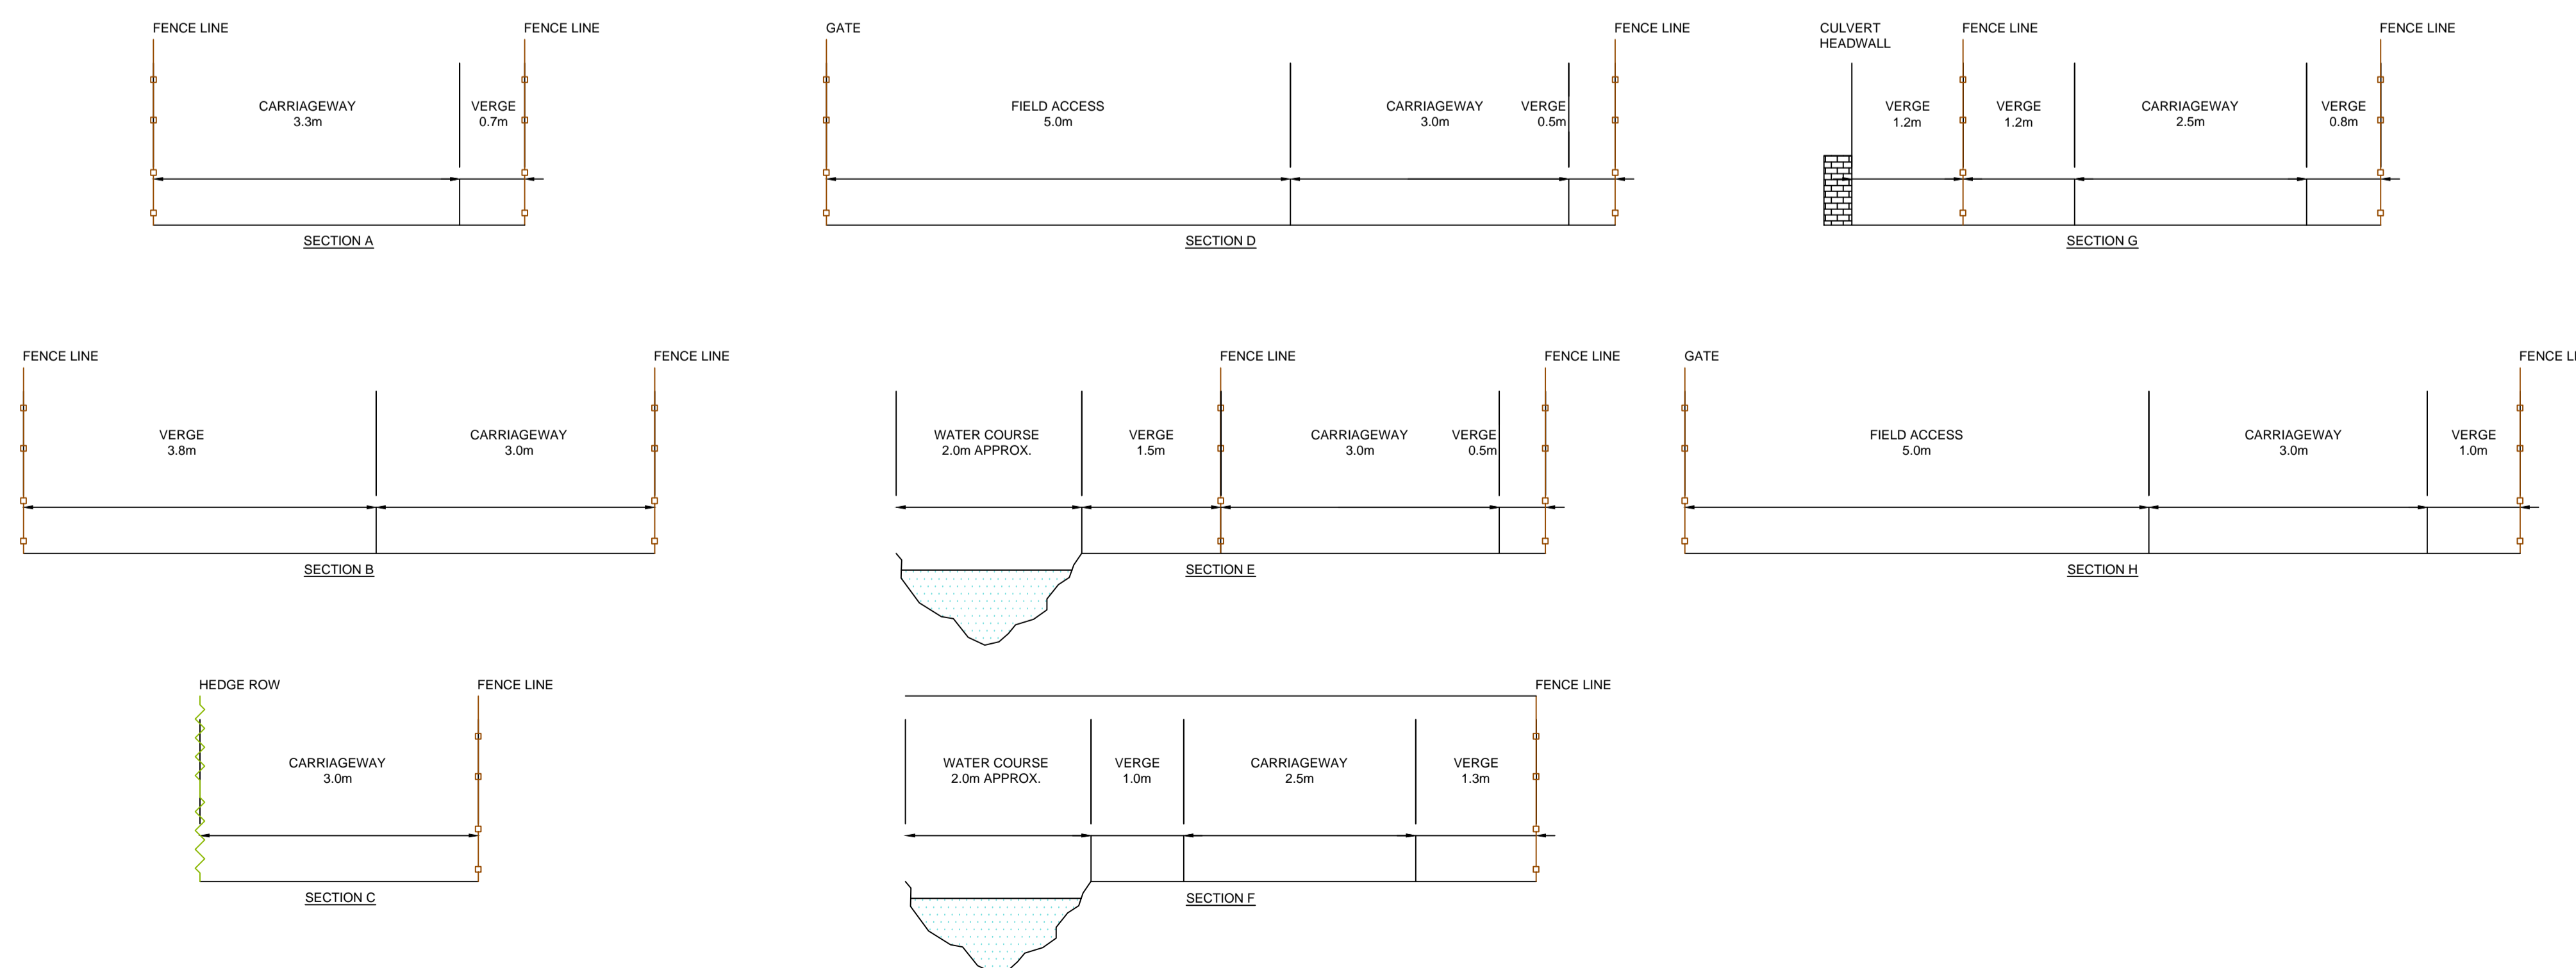 FENCE LINE
FENCE LINE
CARRIAGEWAY
3.3m
VERGE
0.7m
SECTION A
GATE
FENCE LINE
FIELD ACCESS
5.0m
CARRIAGEWAY
3.0m
VERGE
0.5m
SECTION D
CULVERT
HEADWALL
FENCE LINE
FENCE LINE
VERGE
1.2m
VERGE
1.2m
CARRIAGEWAY
2.5m
VERGE
0.8m
SECTION G
FENCE LINE
FENCE LINE
VERGE
3.8m
CARRIAGEWAY
3.0m
SECTION B
FENCE LINE
FENCE LINE
WATER COURSE
2.0m APPROX.
VERGE
1.5m
CARRIAGEWAY
3.0m
VERGE
0.5m
SECTION E
GATE
FENCE
FIELD ACCESS
5.0m
CARRIAGEWAY
3.0m
VERGE
1.0m
SECTION H
HEDGE ROW
FENCE LINE
CARRIAGEWAY
3.0m
SECTION C
FENCE LINE
WATER COURSE
2.0m APPROX.
VERGE
1.0m
CARRIAGEWAY
2.5m
VERGE
1.3m
SECTION F